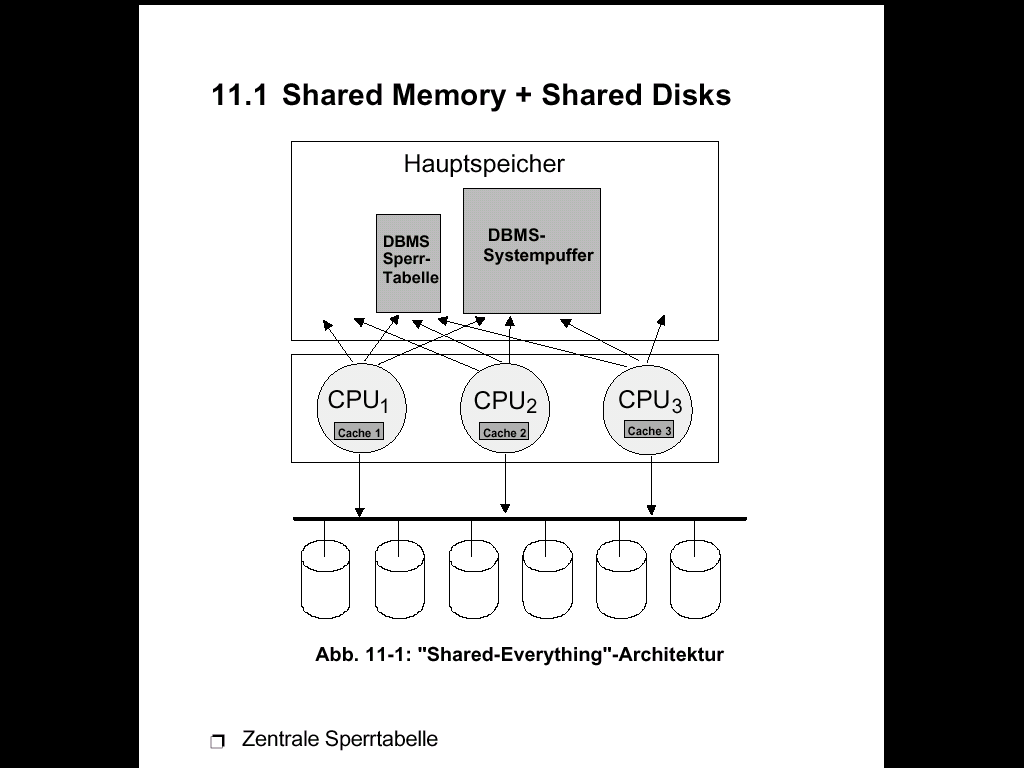 11.1 Shared Memory + Shared Disks
Hauptspeicher
DBMS
Sperr-
Tabelle
DBMS-
Systempuffer
CPU1
Cache 1
CPU2
Cache 2
CPU3
Cache 3
Abb. 11-1: "Shared-Everything"-Architektur
❒ Zentrale Sperrtabelle